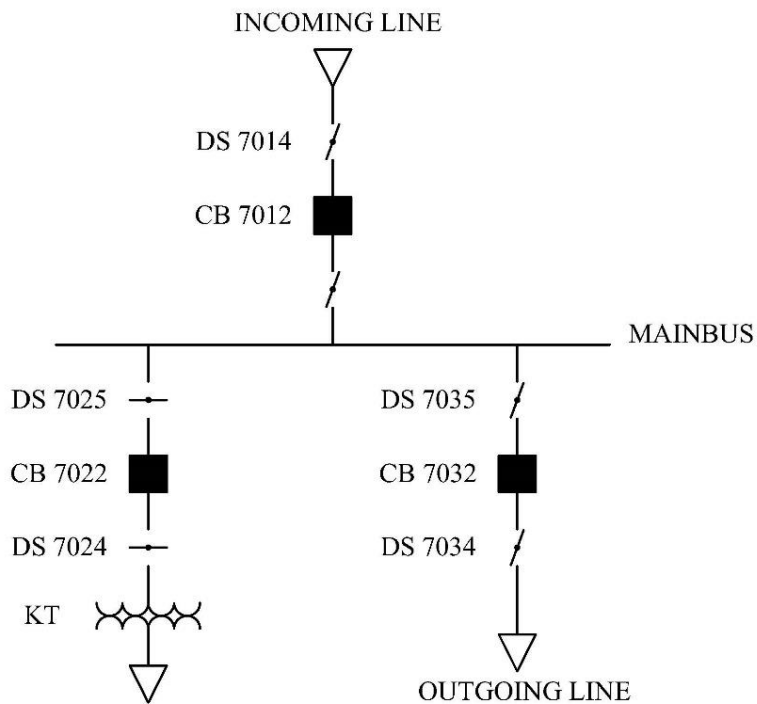 INCOMING LINE
DS 7014
CB 7012
MAINBUS
DS 7025
DS 7035
CB 7022
CB 7032
DS 7024
DS 7034
KT
OUTGOING LINE